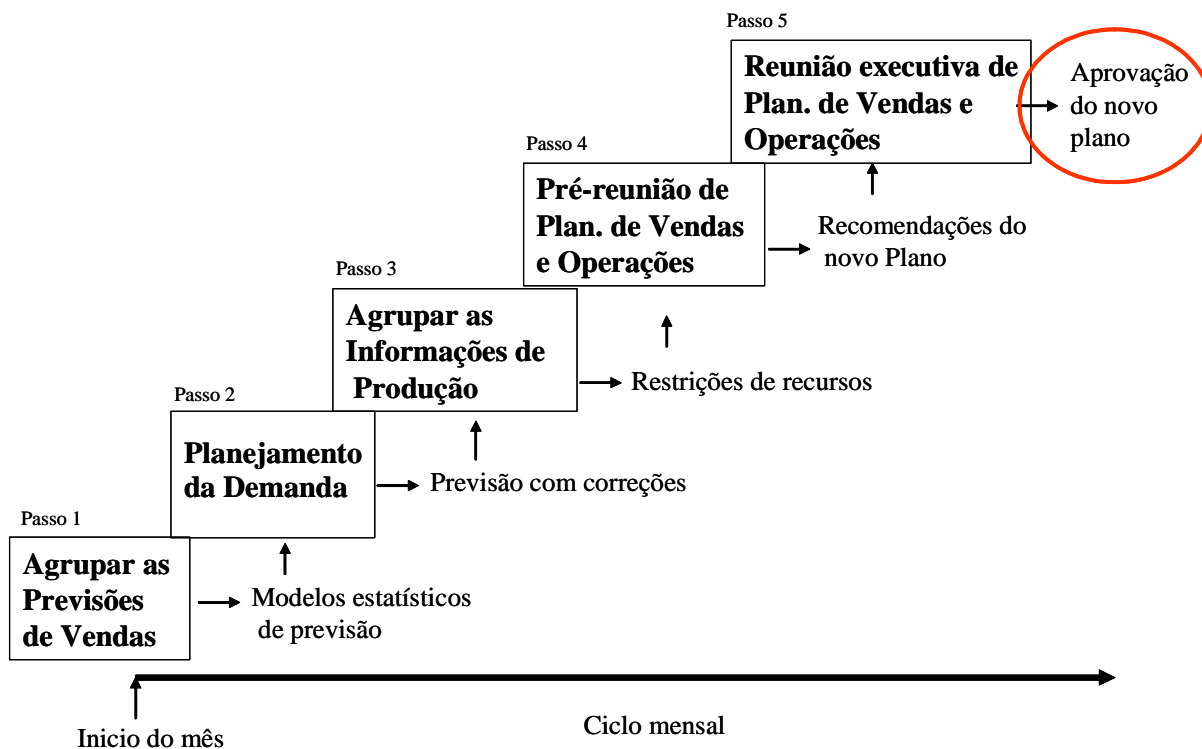 Passo 5
Reunião executiva de
Plan. de Vendas e
Operações
Aprovação
do novo
plano
Passo 4
Pré-reunião de
Plan. de Vendas
e Operações
Recomendações do
novo Plano
Passo 3
Agrupar as
Informações de
Produção
Restrições de recursos
Passo 2
Planejamento
da Demanda
Previsão com correções
Passo 1
Agrupar as
Previsões
de Vendas
Modelos estatísticos
de previsão
Inicio do mês
Ciclo mensal